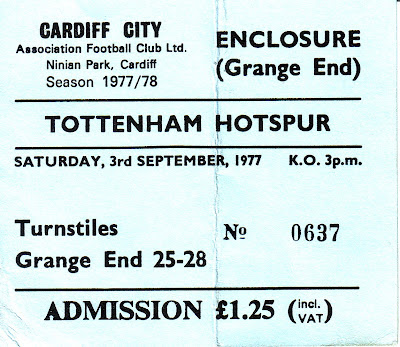 CARDIFF CITY
Association Football Club Ltd.
Ninian Park, Cardiff
Season 1977/78
ENCLOSURE
(Grange End)
TOTTENHAM HOTSPUR
SATURDAY, 3rd SEPTEMBER, 1977 K.O. 3p.m.
Turnstiles
Grange End 25-28
Nº 0637
ADMISSION £1.25 (incl. VAT)